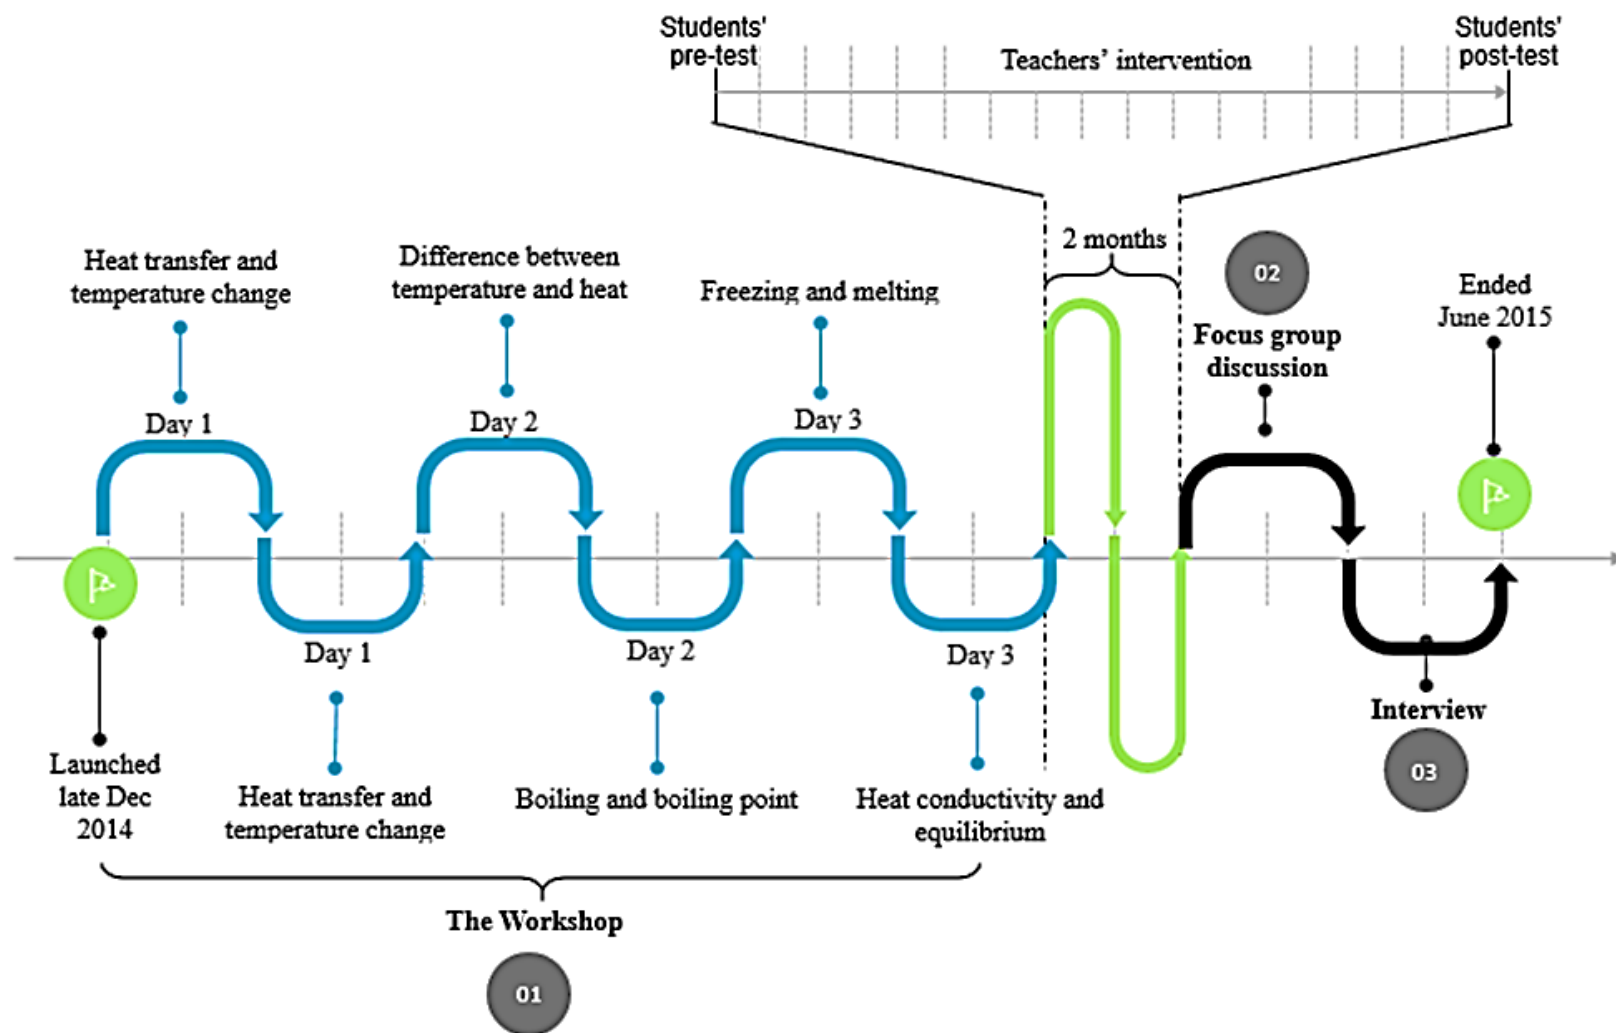 Students'
pre-test
Teachers' intervention
Students'
post-test
2 months
02
Focus group
discussion
Ended
June 2015
Heat transfer and
temperature change
Difference between
temperature and heat
Freezing and melting
Day 1
Day 2
Day 3
Day 1
Day 2
Day 3
Launched
late Dec
2014
Heat transfer and
temperature change
Boiling and boiling point
Heat conductivity and
equilibrium
Interview
03
The Workshop
01